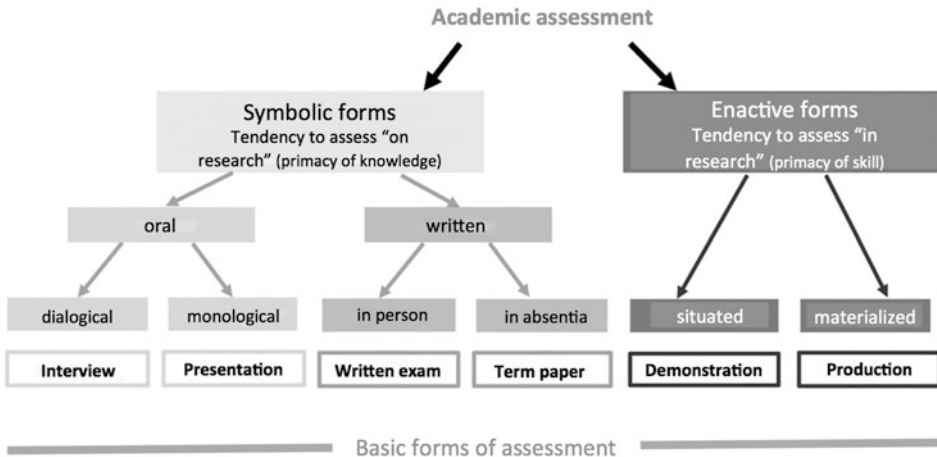 Academic assessment
Symbolic forms
Tendency to assess “on
research” (primacy of knowledge)
Enactive forms
Tendency to assess “in
research” (primacy of skill)
oral
written
dialogical
monological
in person
in absentia
situated
materialized
Interview
Presentation
Written exam
Term paper
Demonstration
Production
Basic forms of assessment